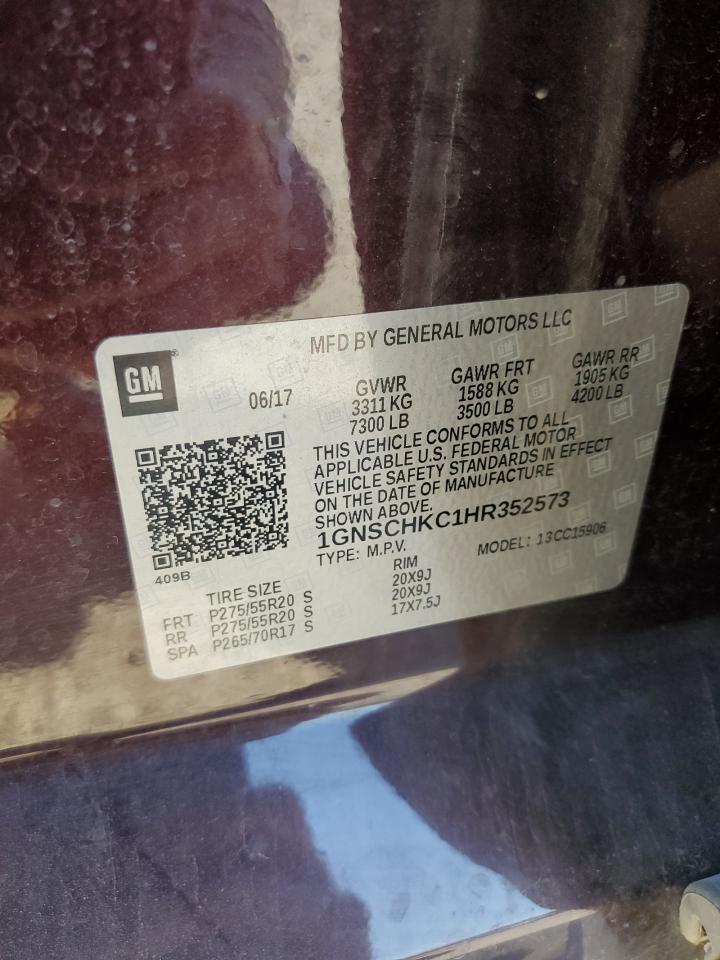 MFD BY GENERAL MOTORS LLC
GM
06/17
GVWR GAWR FRT GAWR RR
3311 KG 1588 KG 1905 KG
7300 LB 3500 LB 4200 LB
THIS VEHICLE CONFORMS TO ALL
APPLICABLE U.S. FEDERAL MOTOR
VEHICLE SAFETY STANDARDS IN EFFECT
ON THE DATE OF MANUFACTURE
SHOWN ABOVE.
1GNSCHKC1HR352573
TYPE: M.P.V. MODEL: 13CC15906
409B
TIRE SIZE RIM
FRT P275/55R20 S 20X9J
RR P275/55R20 S 20X9J
SPA P265/70R17 S 17X7.5J